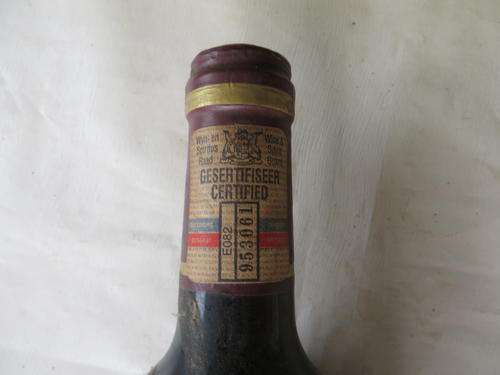 Wyn- en
Spiritus
Raad
Wine &
Spirit
Board
GESERTIFISEER
CERTIFIED
E082
953061